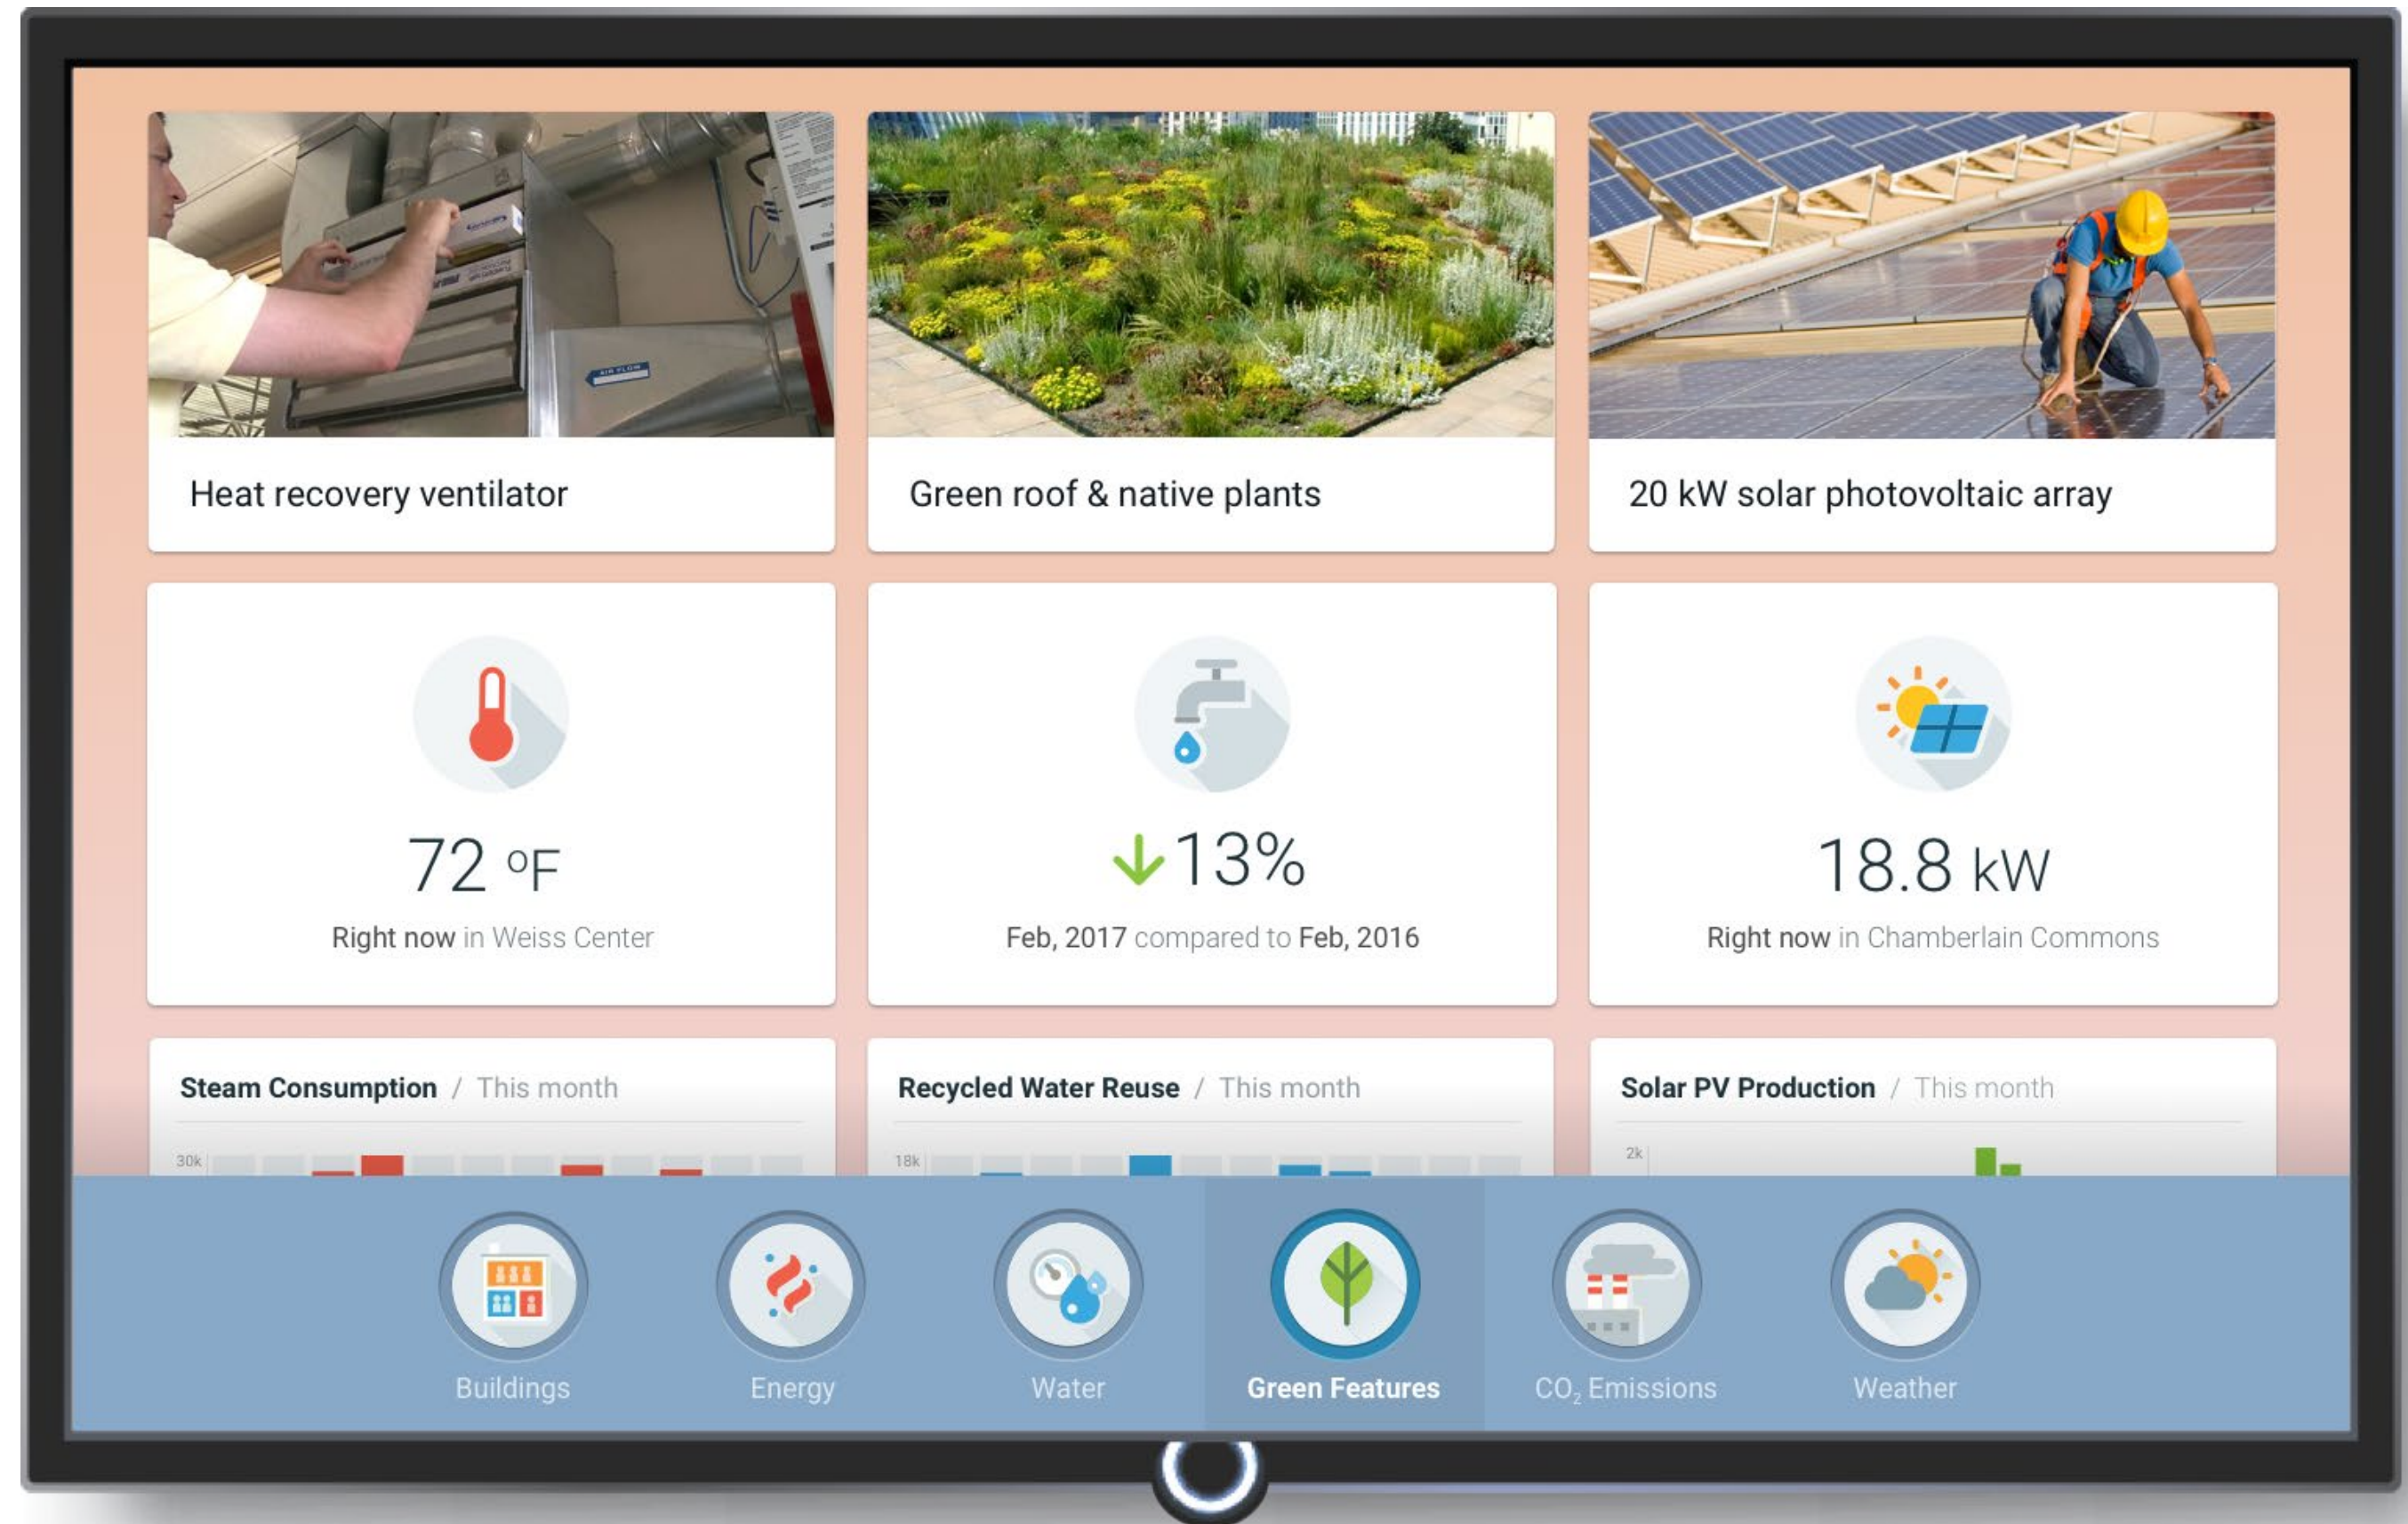 AIR FLOW
Heat recovery ventilator
Green roof & native plants
20 kW solar photovoltaic array
72 ºF
Right now in Weiss Center
13%
Feb, 2017 compared to Feb, 2016
18.8 kW
Right now in Chamberlain Commons
Steam Consumption / This month
30k
Recycled Water Reuse / This month
18k
Solar PV Production / This month
2k
Buildings
Energy
Water
Green Features
CO₂ Emissions
Weather